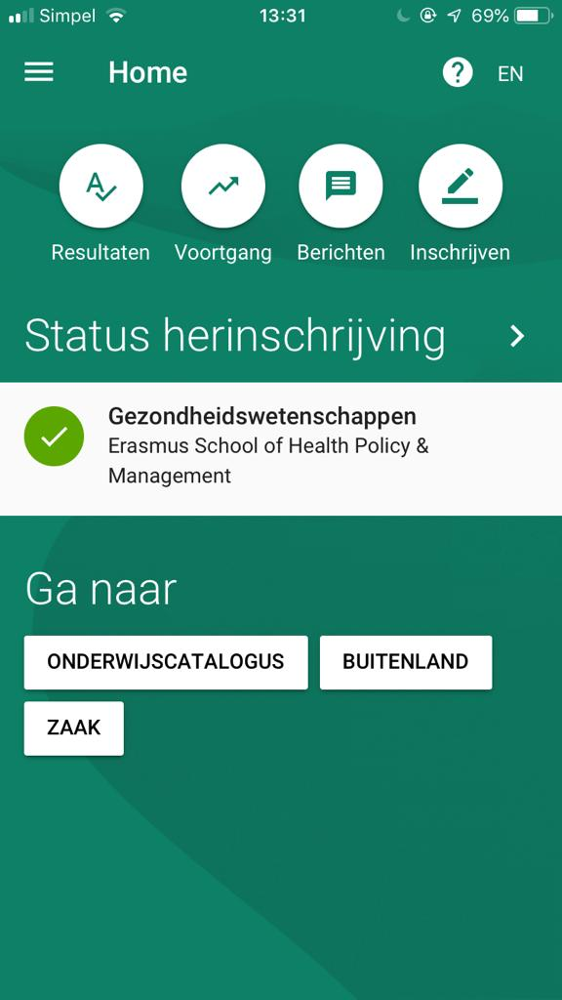 Simpel 13:31 69%
Home EN
Resultaten Voortgang Berichten Inschrijven
Status herinschrijving
Gezondheidswetenschappen
Erasmus School of Health Policy &
Management
Ga naar
ONDERWIJSCATALOGUS BUITENLAND
ZAAK